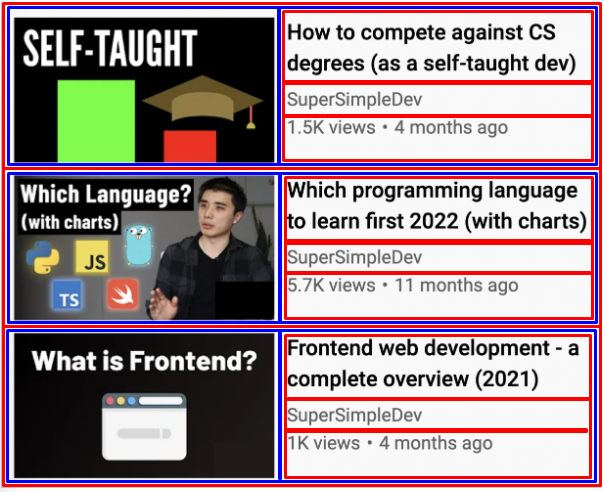 SELF-TAUGHT
How to compete against CS
degrees (as a self-taught dev)
SuperSimpleDev
1.5K views • 4 months ago
Which Language?
(with charts)
JS
TS
Which programming language
to learn first 2022 (with charts)
SuperSimpleDev
5.7K views • 11 months ago
What is Frontend?
Frontend web development - a
complete overview (2021)
SuperSimpleDev
1K views • 4 months ago